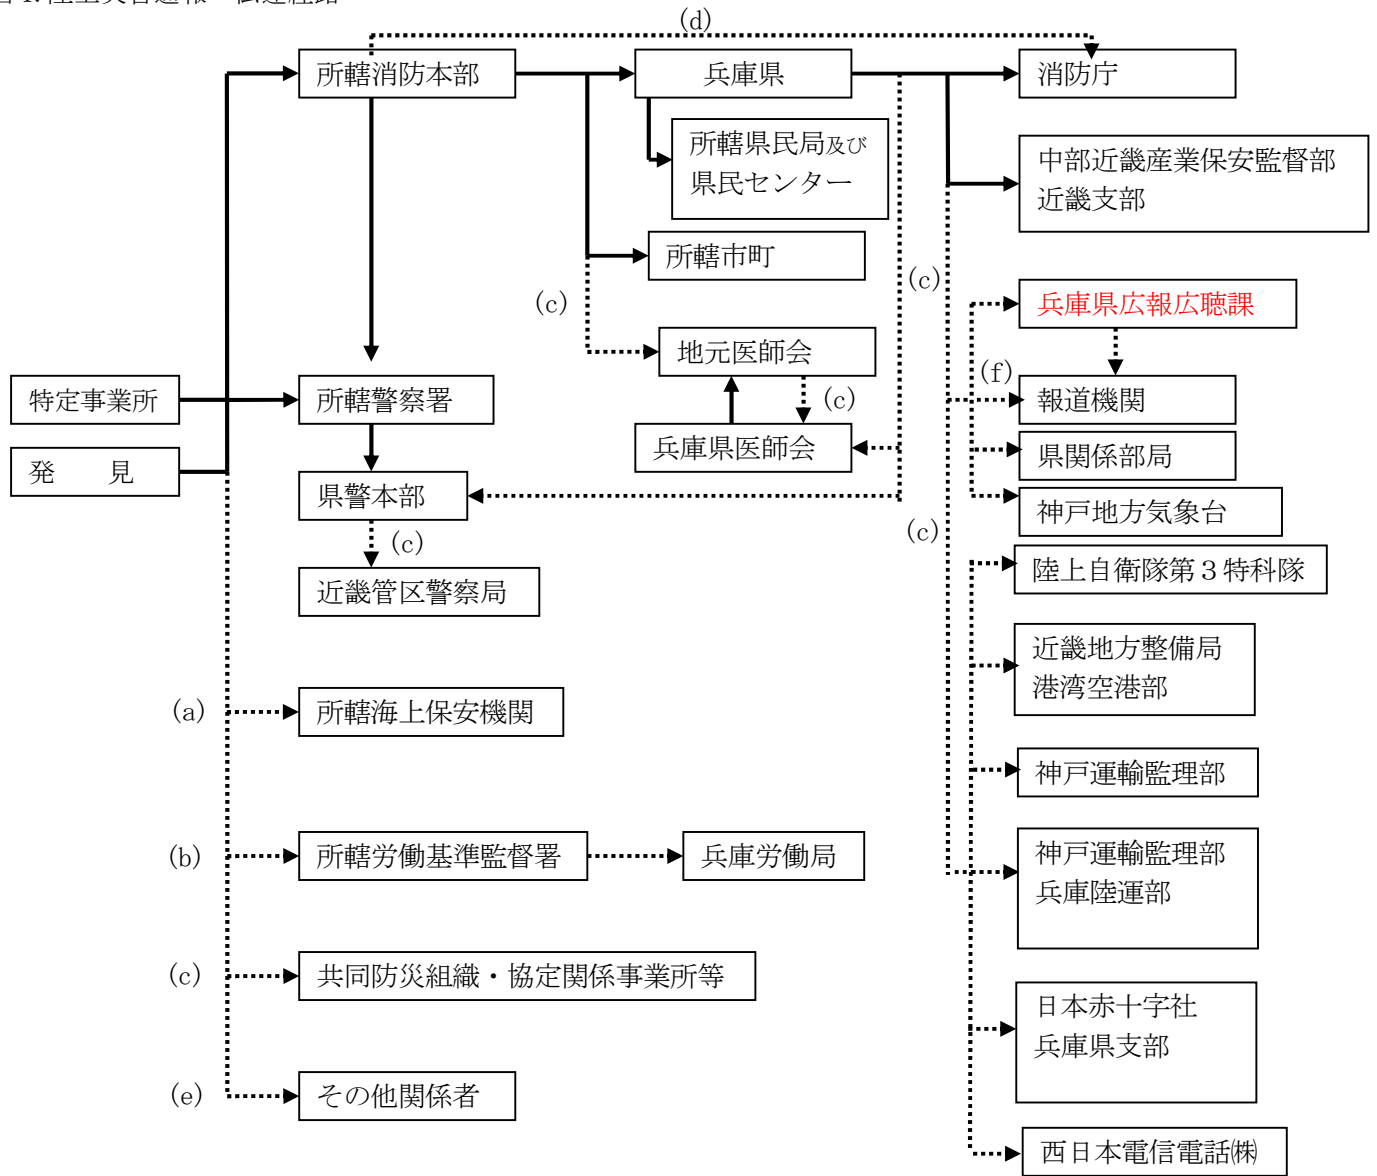 (d)
所轄消防本部
兵庫県
消防庁
所轄県民局及び
県民センター
中部近畿産業保安監督部
近畿支部
所轄市町
(c)
(c)
兵庫県広報広聴課
地元医師会
(f)
特定事業所
所轄警察署
(c)
報道機関
発　見
兵庫県医師会
県関係部局
県警本部
神戸地方気象台
(c)
(c)
陸上自衛隊第３特科隊
近畿管区警察局
近畿地方整備局
港湾空港部
(a)
所轄海上保安機関
神戸運輸監理部
(b)
所轄労働基準監督署
兵庫労働局
神戸運輸監理部
兵庫陸運部
(c)
共同防災組織・協定関係事業所等
日本赤十字社
兵庫県支部
(e)
その他関係者
西日本電信電話㈱